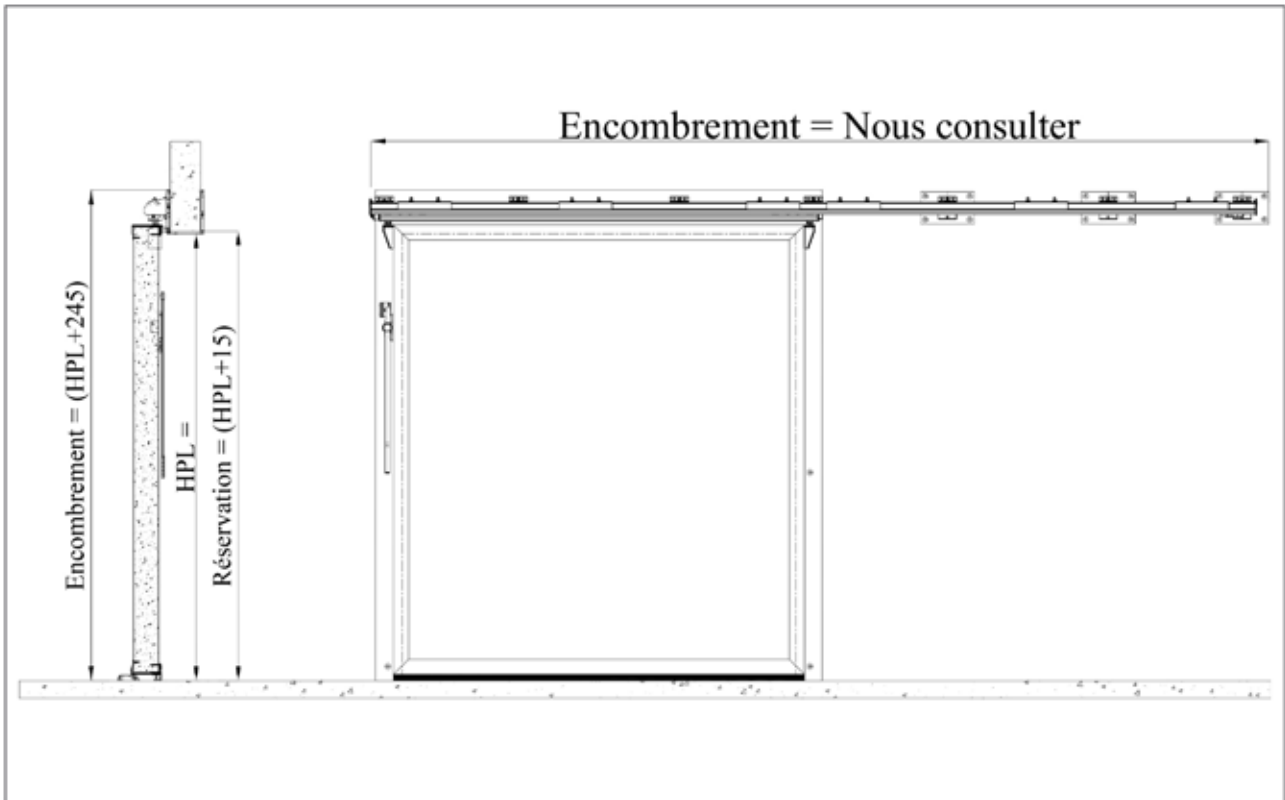 Encombrement = Nous consulter
Encombrement = (HPL+245)
HPL =
Réservation = (HPL+15)